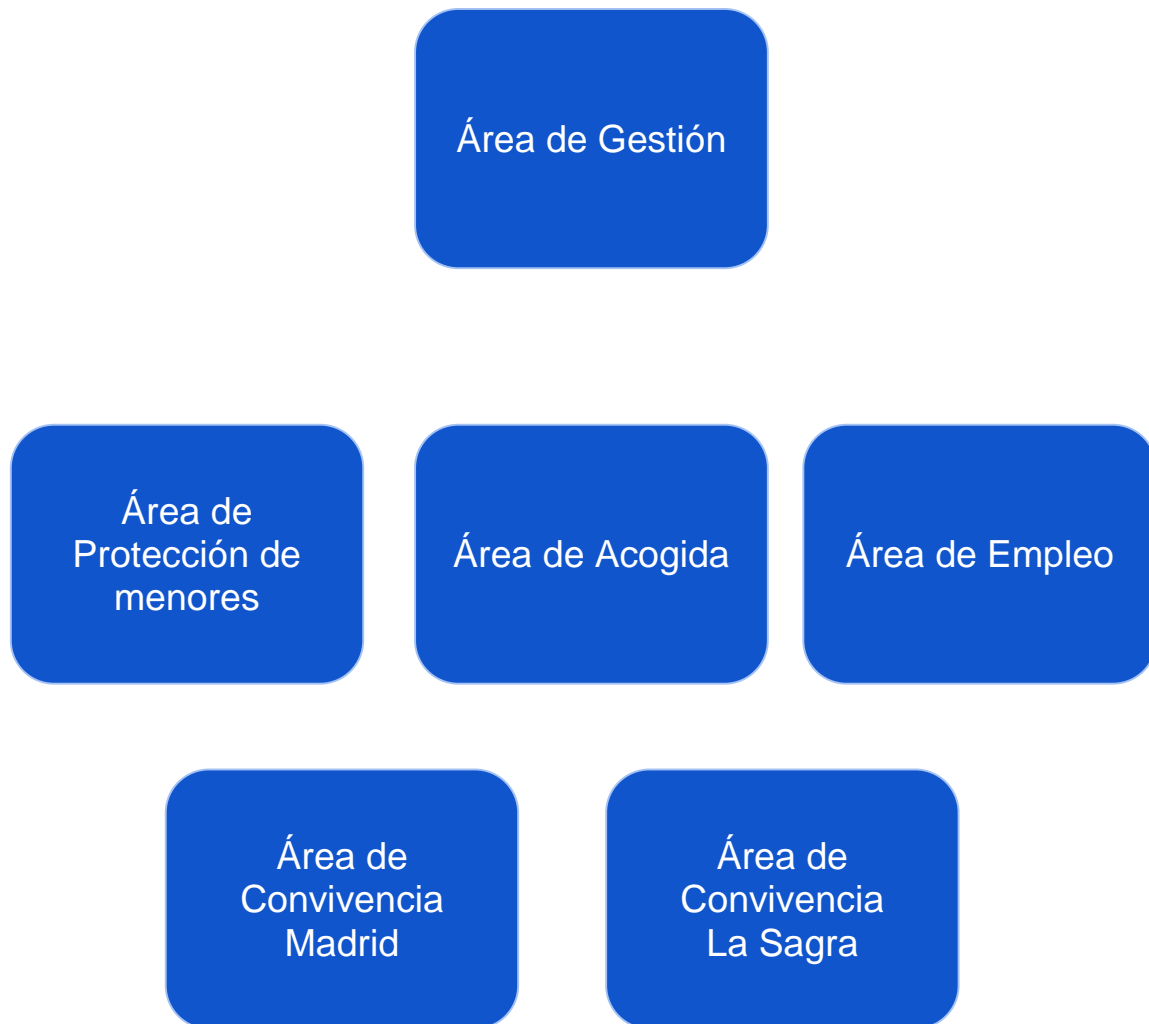 Área de Gestión
Área de
Protección de
menores
Área de Acogida
Área de Empleo
Área de
Convivencia
Madrid
Área de
Convivencia
La Sagra